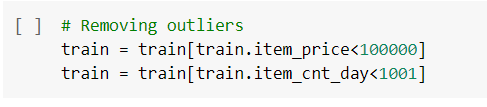 [ ] # Removing outliers
train = train[train.item_price<100000]
train = train[train.item_cnt_day<1001]